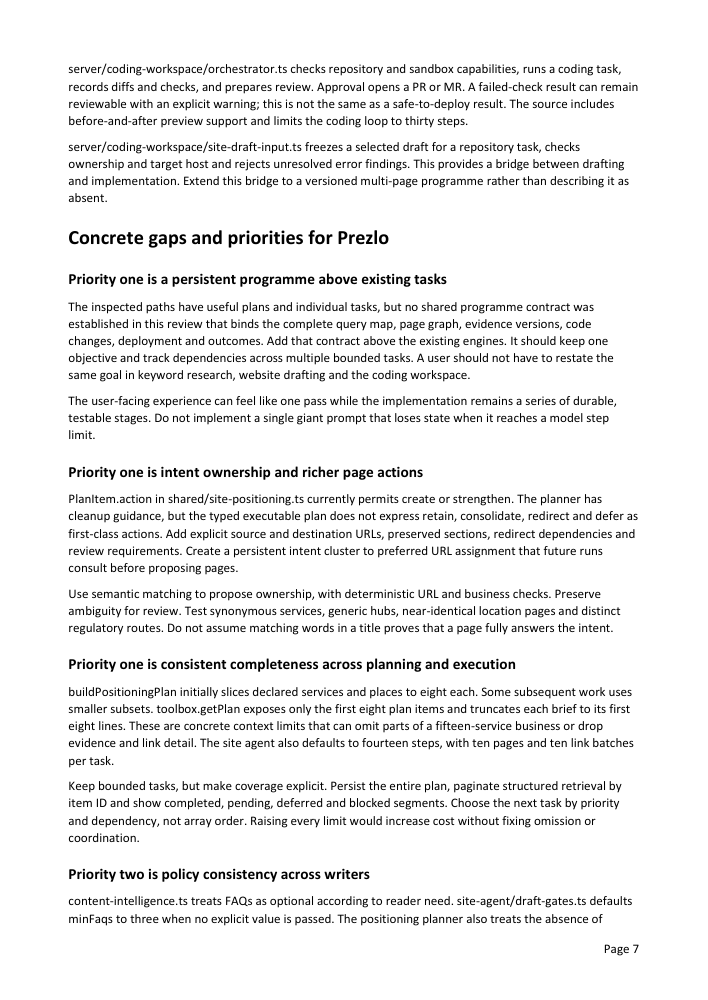 server/coding-workspace/orchestrator.ts checks repository and sandbox capabilities, runs a coding task,
records diffs and checks, and prepares review. Approval opens a PR or MR. A failed-check result can remain
reviewable with an explicit warning; this is not the same as a safe-to-deploy result. The source includes
before-and-after preview support and limits the coding loop to thirty steps.
server/coding-workspace/site-draft-input.ts freezes a selected draft for a repository task, checks
ownership and target host and rejects unresolved error findings. This provides a bridge between drafting
and implementation. Extend this bridge to a versioned multi-page programme rather than describing it as
absent.
Concrete gaps and priorities for Prezlo
Priority one is a persistent programme above existing tasks
The inspected paths have useful plans and individual tasks, but no shared programme contract was
established in this review that binds the complete query map, page graph, evidence versions, code
changes, deployment and outcomes. Add that contract above the existing engines. It should keep one
objective and track dependencies across multiple bounded tasks. A user should not have to restate the
same goal in keyword research, website drafting and the coding workspace.
The user-facing experience can feel like one pass while the implementation remains a series of durable,
testable stages. Do not implement a single giant prompt that loses state when it reaches a model step
limit.
Priority one is intent ownership and richer page actions
PlanItem.action in shared/site-positioning.ts currently permits create or strengthen. The planner has
cleanup guidance, but the typed executable plan does not express retain, consolidate, redirect and defer as
first-class actions. Add explicit source and destination URLs, preserved sections, redirect dependencies and
review requirements. Create a persistent intent cluster to preferred URL assignment that future runs
consult before proposing pages.
Use semantic matching to propose ownership, with deterministic URL and business checks. Preserve
ambiguity for review. Test synonymous services, generic hubs, near-identical location pages and distinct
regulatory routes. Do not assume matching words in a title proves that a page fully answers the intent.
Priority one is consistent completeness across planning and execution
buildPositioningPlan initially slices declared services and places to eight each. Some subsequent work uses
smaller subsets. toolbox.getPlan exposes only the first eight plan items and truncates each brief to its first
eight lines. These are concrete context limits that can omit parts of a fifteen-service business or drop
evidence and link detail. The site agent also defaults to fourteen steps, with ten pages and ten link batches
per task.
Keep bounded tasks, but make coverage explicit. Persist the entire plan, paginate structured retrieval by
item ID and show completed, pending, deferred and blocked segments. Choose the next task by priority
and dependency, not array order. Raising every limit would increase cost without fixing omission or
coordination.
Priority two is policy consistency across writers
content-intelligence.ts treats FAQs as optional according to reader need. site-agent/draft-gates.ts defaults
minFaqs to three when no explicit value is passed. The positioning planner also treats the absence of
Page 7